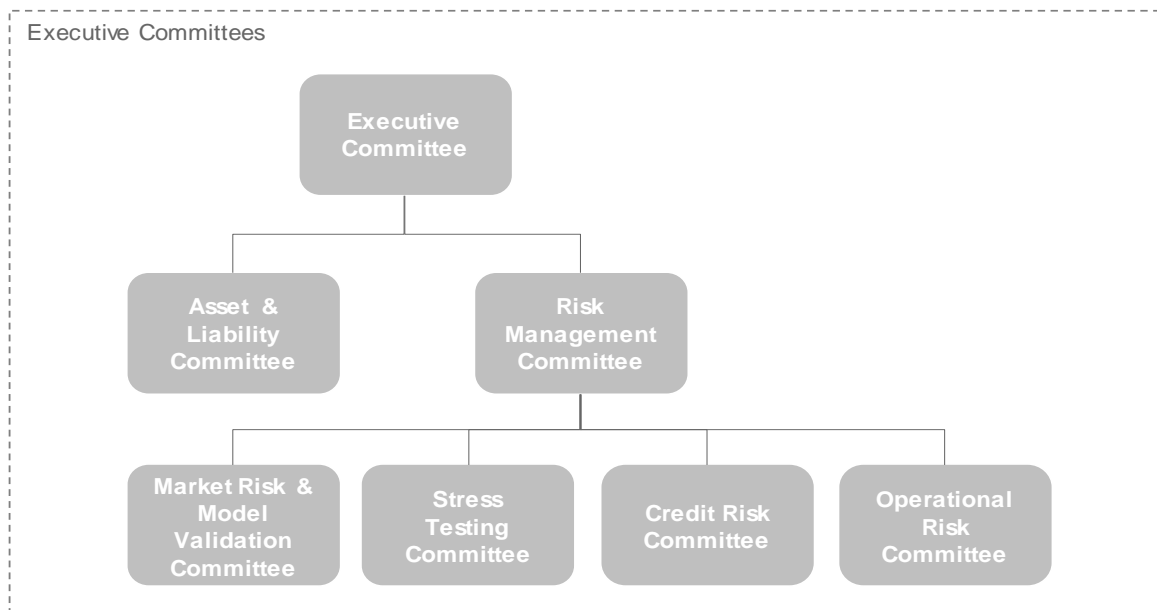 Executive Committees
Executive
Committee
Asset &
Liability
Committee
Risk
Management
Committee
Market Risk &
Model
Validation
Committee
Stress
Testing
Committee
Credit Risk
Committee
Operational
Risk
Committee